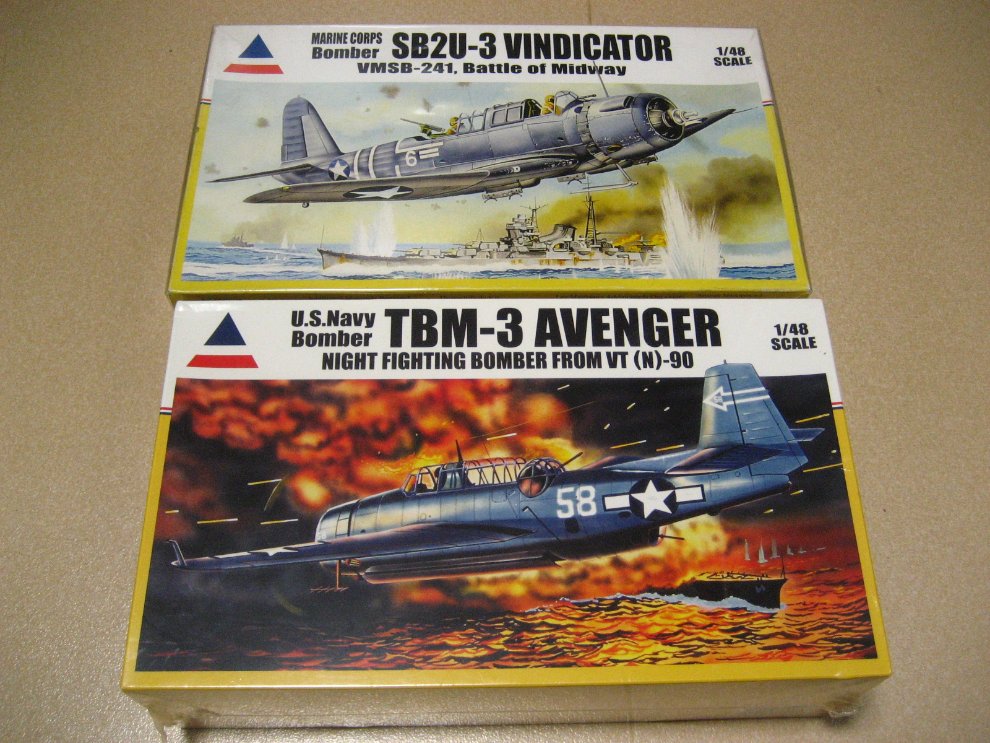 MARINE CORPS
Bomber SB2U-3 VINDICATOR
VMSB-241, Battle of Midway
1/48
SCALE
6
U.S.Navy
Bomber TBM-3 AVENGER
NIGHT FIGHTING BOMBER FROM VT (N)-90
1/48
SCALE
58